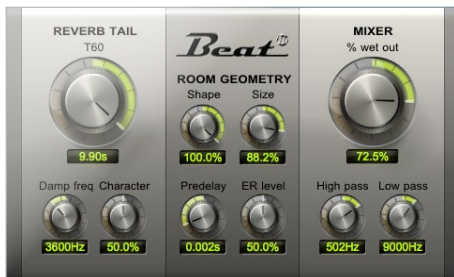 REVERB TAIL
T60
9.90s
Damp freq Character
3600Hz 50.0%
Beat
ROOM GEOMETRY
Shape Size
100.0% 88.2%
Predelay ER level
0.002s 50.0%
MIXER
% wet out
72.5%
High pass Low pass
502Hz 9000Hz